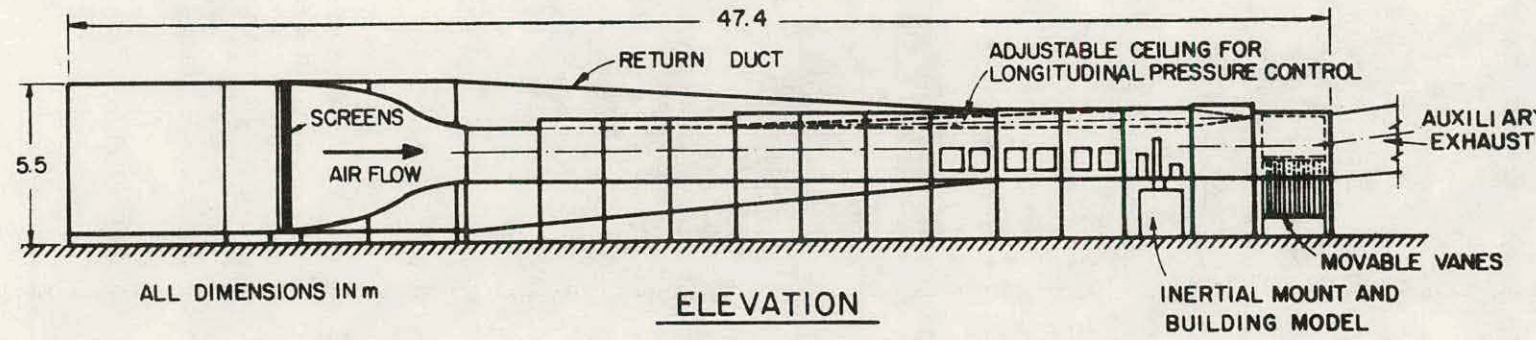 47.4
RETURN DUCT
ADJUSTABLE CEILING FOR
LONGITUDINAL PRESSURE CONTROL
SCREENS
AUXILIARY
EXHAUST
5.5
AIR FLOW
MOVABLE VANES
ALL DIMENSIONS IN m
ELEVATION
INERTIAL MOUNT AND
BUILDING MODEL